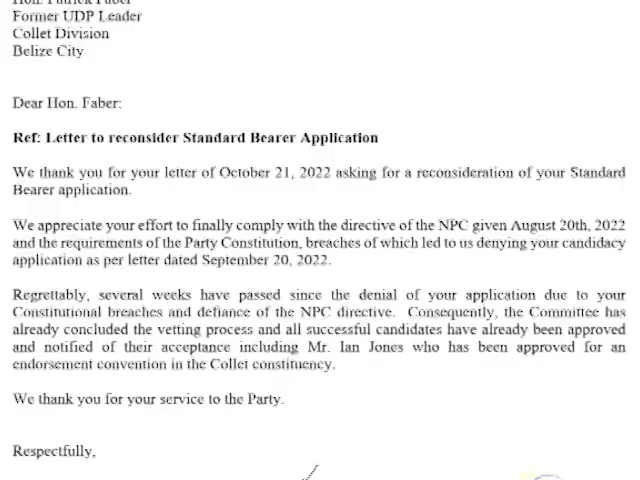 Hon. Patrick Faber
Former UDP Leader
Collet Division
Belize City
Dear Hon. Faber:
Ref: Letter to reconsider Standard Bearer Application
We thank you for your letter of October 21, 2022 asking for a reconsideration of your Standard
Bearer application.
We appreciate your effort to finally comply with the directive of the NPC given August 20th, 2022
and the requirements of the Party Constitution, breaches of which led to us denying your candidacy
application as per letter dated September 20, 2022.
Regrettably, several weeks have passed since the denial of your application due to your
Constitutional breaches and defiance of the NPC directive. Consequently, the Committee has
already concluded the vetting process and all successful candidates have already been approved
and notified of their acceptance including Mr. Ian Jones who has been approved for an
endorsement convention in the Collet constituency.
We thank you for your service to the Party.
Respectfully,